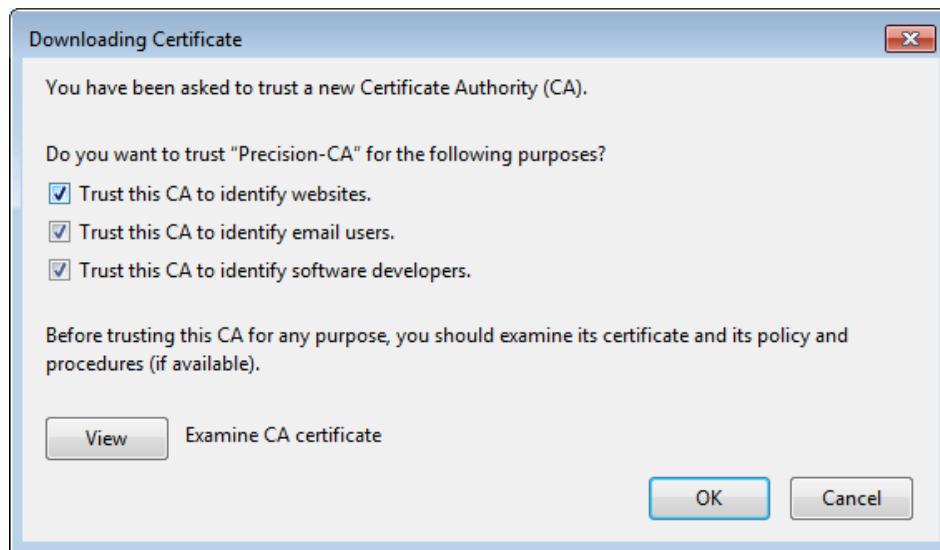 Downloading Certificate
You have been asked to trust a new Certificate Authority (CA).
Do you want to trust “Precision-CA“ for the following purposes?
Trust this CA to identify websites.
Trust this CA to identify email users.
Trust this CA to identify software developers.
Before trusting this CA for any purpose, you should examine its certificate and its policy and
procedures (if available).
View Examine CA certificate
OK Cancel